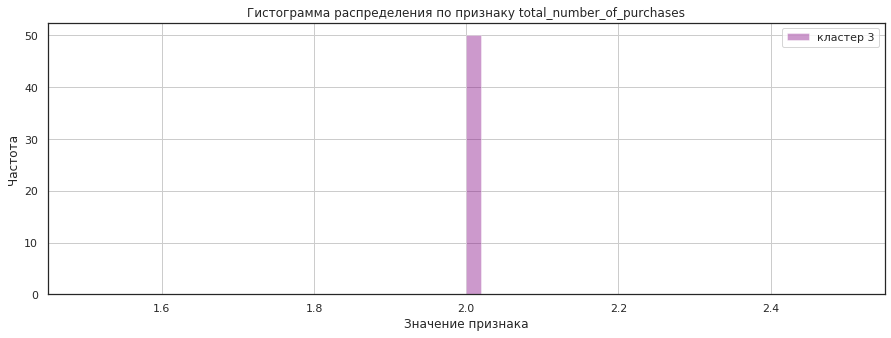 Гистограмма распределения по признаку total_number_of_purchases
кластер 3
Частота
50
40
30
20
10
0
1.6 1.8 2.0 2.2 2.4
Значение признака